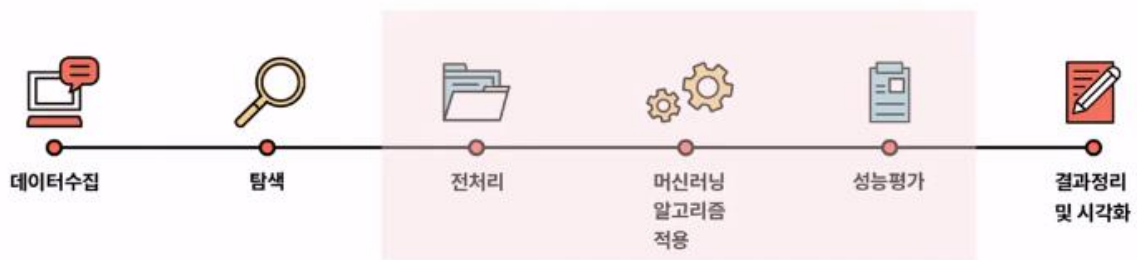 데이터수집
탐색
전처리
머신러닝
알고리즘
적용
성능평가
결과정리
및 시각화